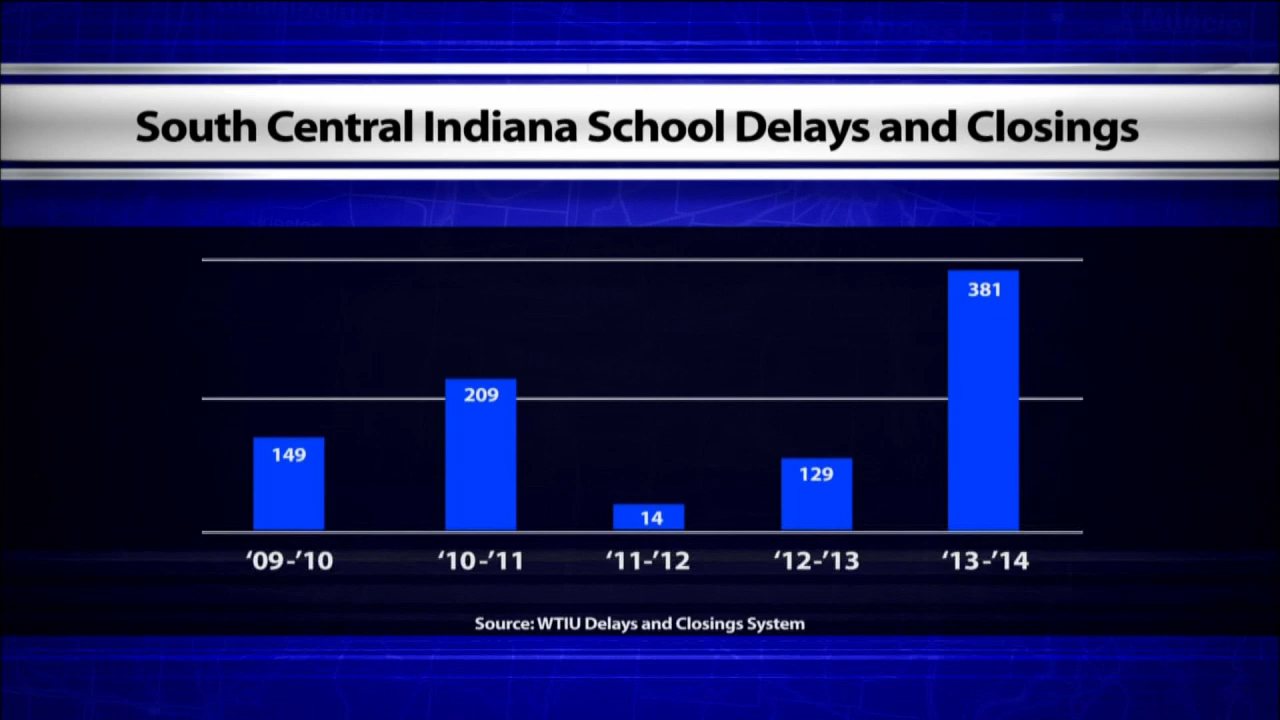 South Central Indiana School Delays and Closings
381
209
149
129
14
‘09-’10 ‘10-’11 ‘11-’12 ‘12-’13 ‘13-’14
Source: WTIU Delays and Closings System